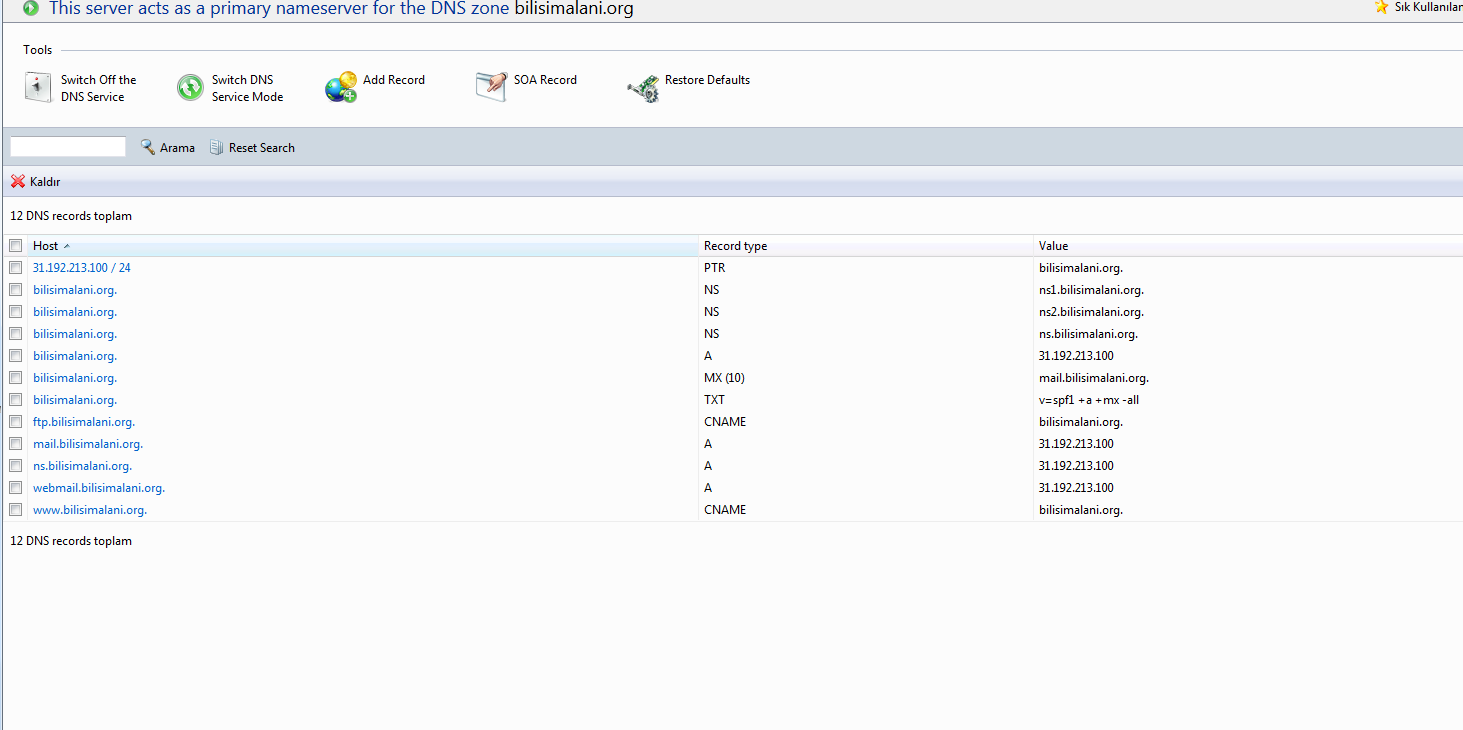 This server acts as a primary nameserver for the DNS zone bilisimalani.org
Sık Kullanılan
Tools
Switch Off the DNS Service
Switch DNS Service Mode
Add Record
SOA Record
Restore Defaults
Arama
Reset Search
Kaldır
12 DNS records toplam
Host Record type Value
31.192.213.100 / 24 PTR bilisimalani.org.
bilisimalani.org. NS ns1.bilisimalani.org.
bilisimalani.org. NS ns2.bilisimalani.org.
bilisimalani.org. NS ns.bilisimalani.org.
bilisimalani.org. A 31.192.213.100
bilisimalani.org. MX (10) mail.bilisimalani.org.
bilisimalani.org. TXT v=spf1 +a +mx -all
ftp.bilisimalani.org. CNAME bilisimalani.org.
mail.bilisimalani.org. A 31.192.213.100
ns.bilisimalani.org. A 31.192.213.100
webmail.bilisimalani.org. A 31.192.213.100
www.bilisimalani.org. CNAME bilisimalani.org.
12 DNS records toplam